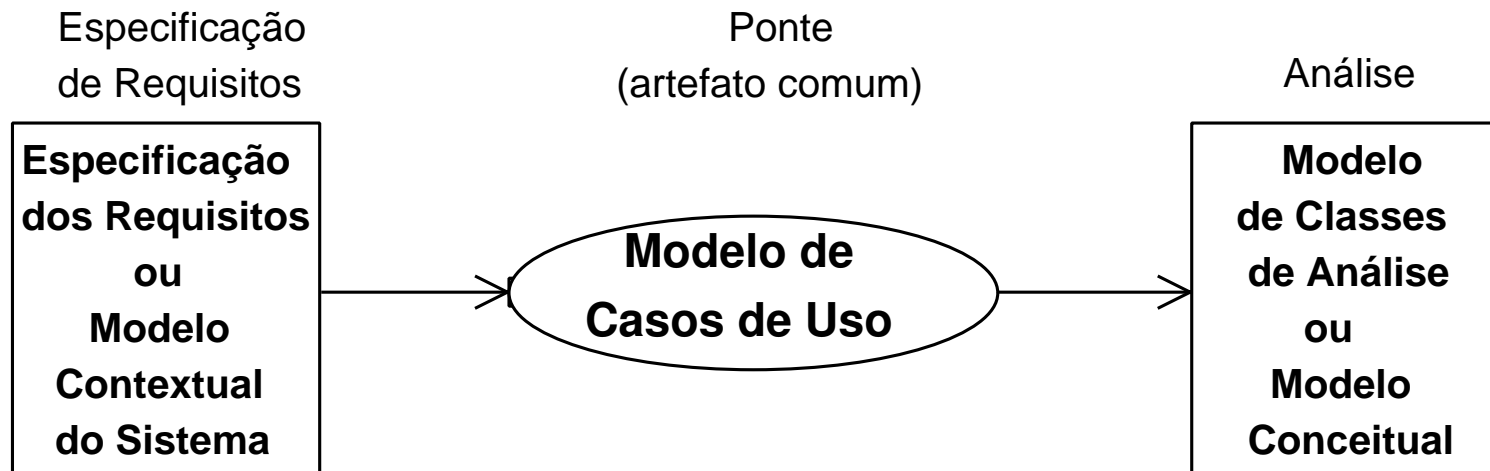 Especificação
de Requisitos
Ponte
(artefato comum)
Análise
Especificação
dos Requisitos
ou
Modelo
Contextual
do Sistema
Modelo de
Casos de Uso
Modelo
de Classes
de Análise
ou
Modelo
Conceitual